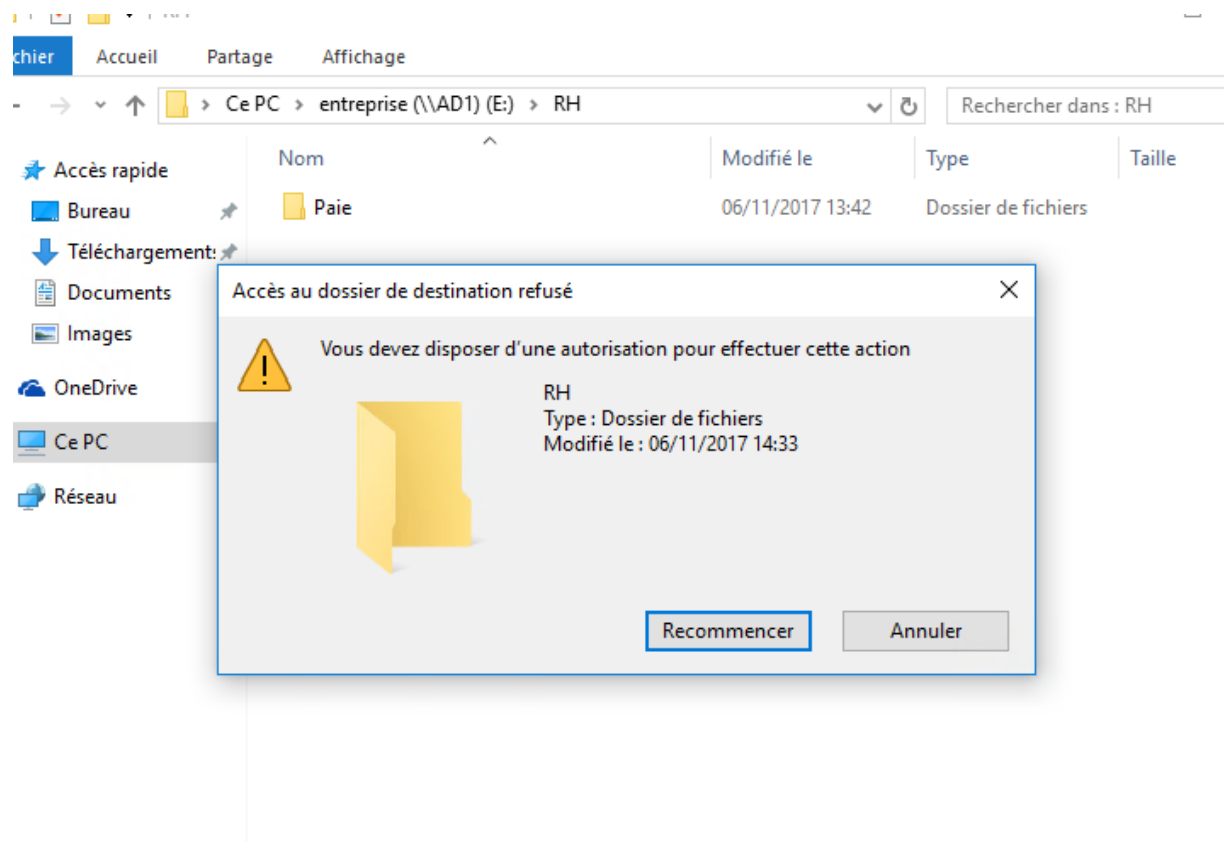 chier Accueil Partage Affichage
Ce PC > entreprise (\\AD1) (E:) > RH Rechercher dans : RH
Nom Modifié le Type Taille
Accès rapide
Paie 06/11/2017 13:42 Dossier de fichiers
Bureau
Téléchargement
Documents
Images
OneDrive
Ce PC
Réseau
Accès au dossier de destination refusé
Vous devez disposer d'une autorisation pour effectuer cette action
RH
Type : Dossier de fichiers
Modifié le : 06/11/2017 14:33
Recommencer Annuler